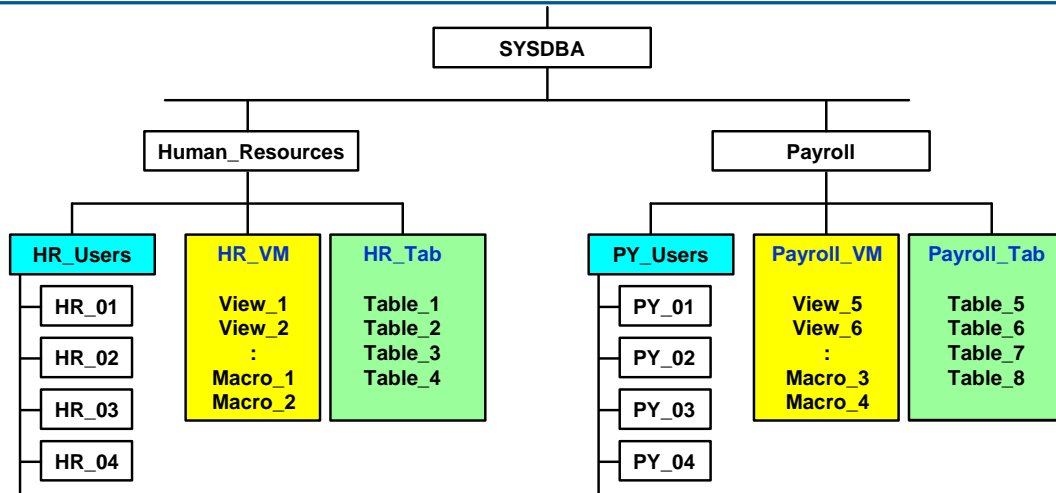 SYSDBA
Human_Resources
Payroll
HR_Users
HR_01
HR_02
HR_03
HR_04
HR_VM
View_1
View_2
:
Macro_1
Macro_2
HR_Tab
Table_1
Table_2
Table_3
Table_4
PY_Users
PY_01
PY_02
PY_03
PY_04
Payroll_VM
View_5
View_6
:
Macro_3
Macro_4
Payroll_Tab
Table_5
Table_6
Table_7
Table_8